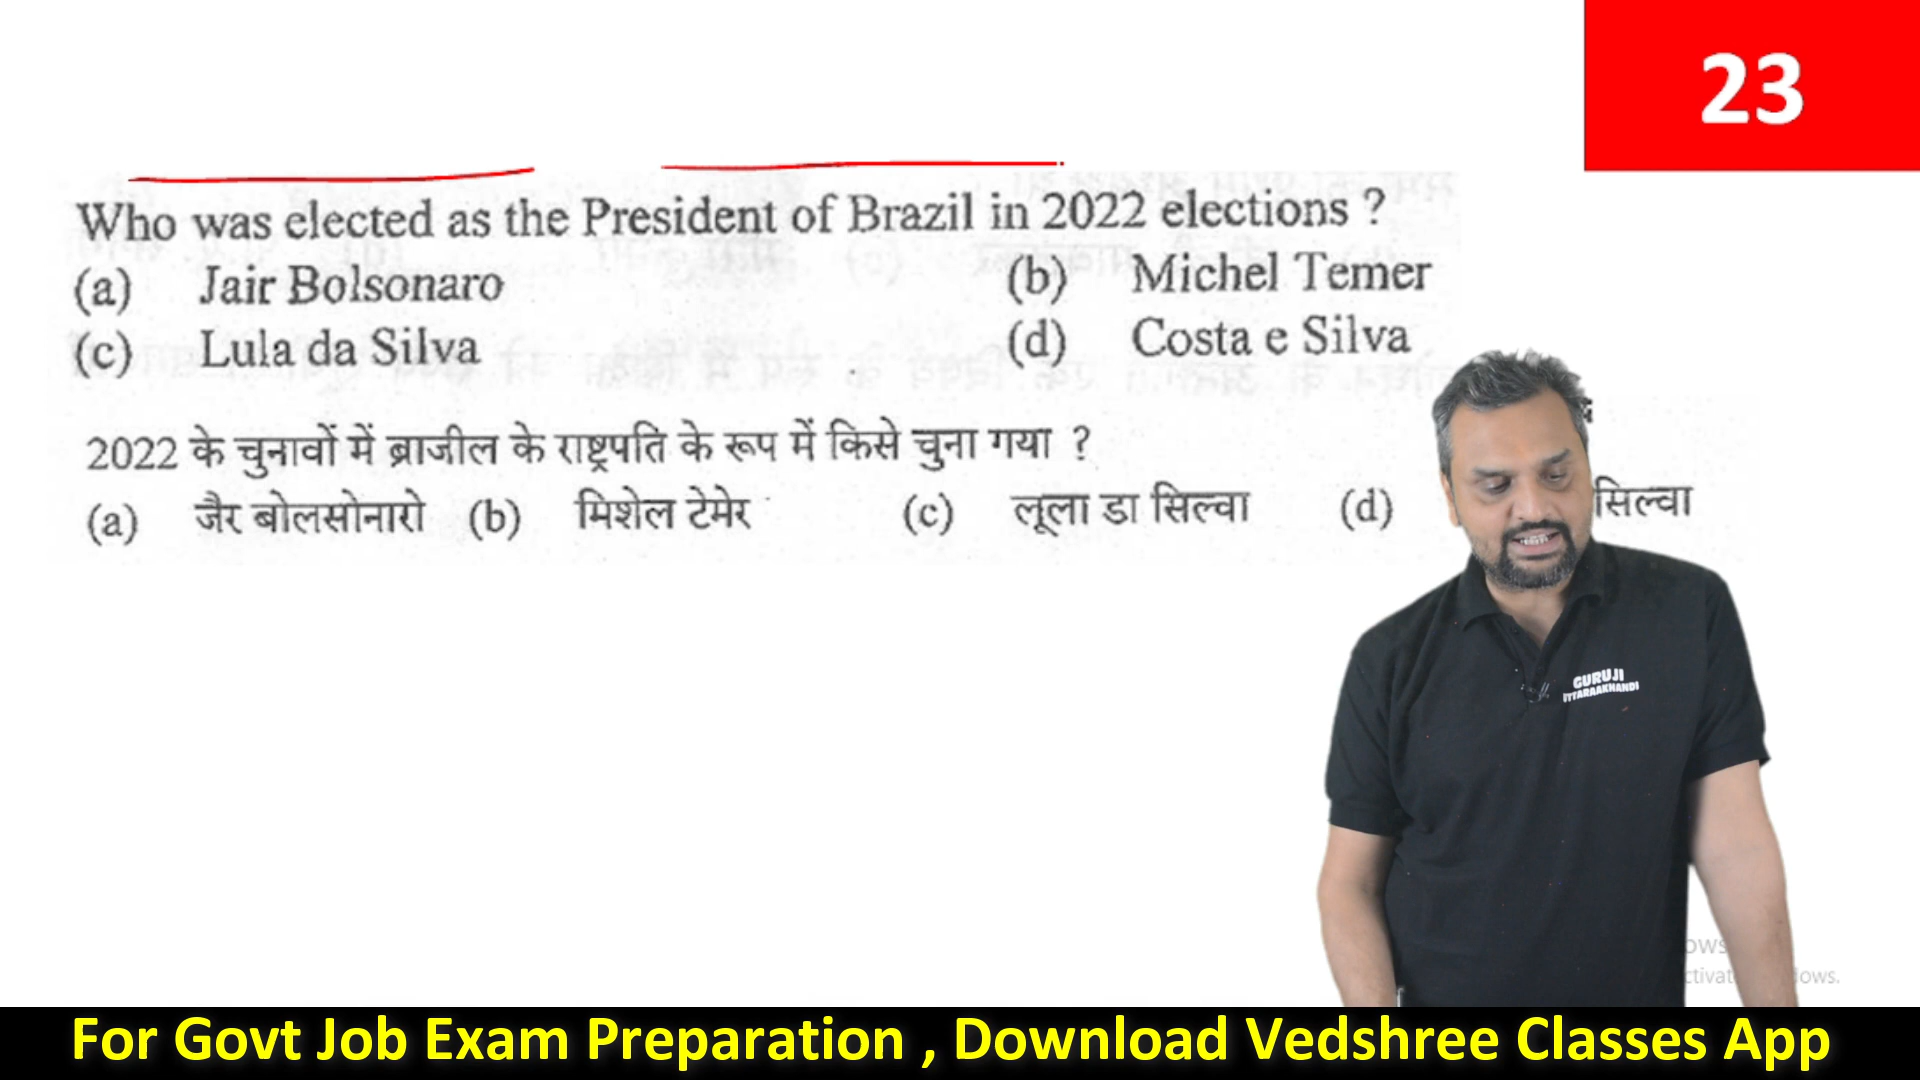 23
Who was elected as the President of Brazil in 2022 elections ?
(a) Jair Bolsonaro (b) Michel Temer
(c) Lula da Silva (d) Costa e Silva
2022 के चुनावों में ब्राजील के राष्ट्रपति के रूप में किसे चुना गया ?
(a) जैर बोलसोनारो (b) मिशेल टेमेर (c) लूला डा सिल्वा (d) सिल्वा
GURUJI
UTTARAAKHANDI
For Govt Job Exam Preparation , Download Vedshree Classes App